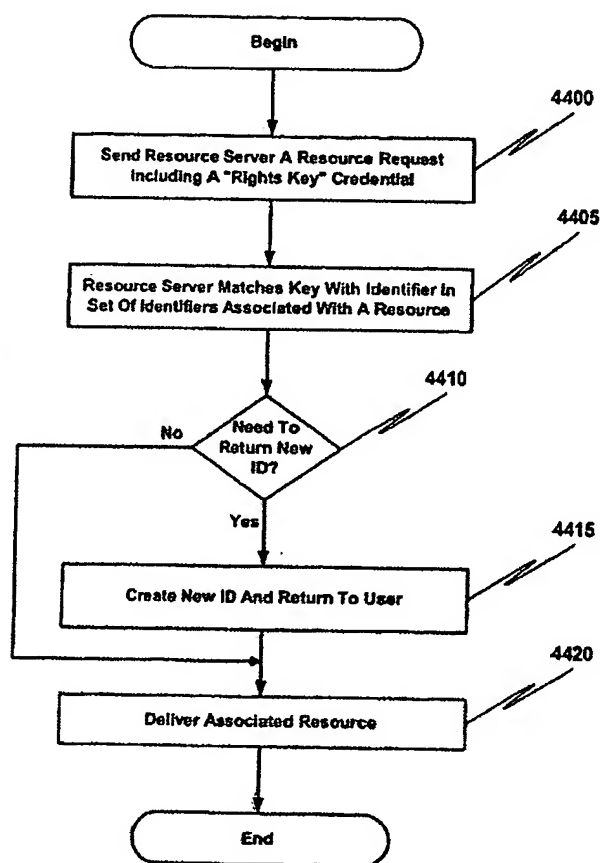 Begin
4400
Send Resource Server A Resource Request
Including A "Rights Key" Credential
4405
Resource Server Matches Key With Identifier In
Set Of Identifiers Associated With A Resource
4410
Need To
Return New
ID?
No
Yes
4415
Create New ID And Return To User
4420
Deliver Associated Resource
End